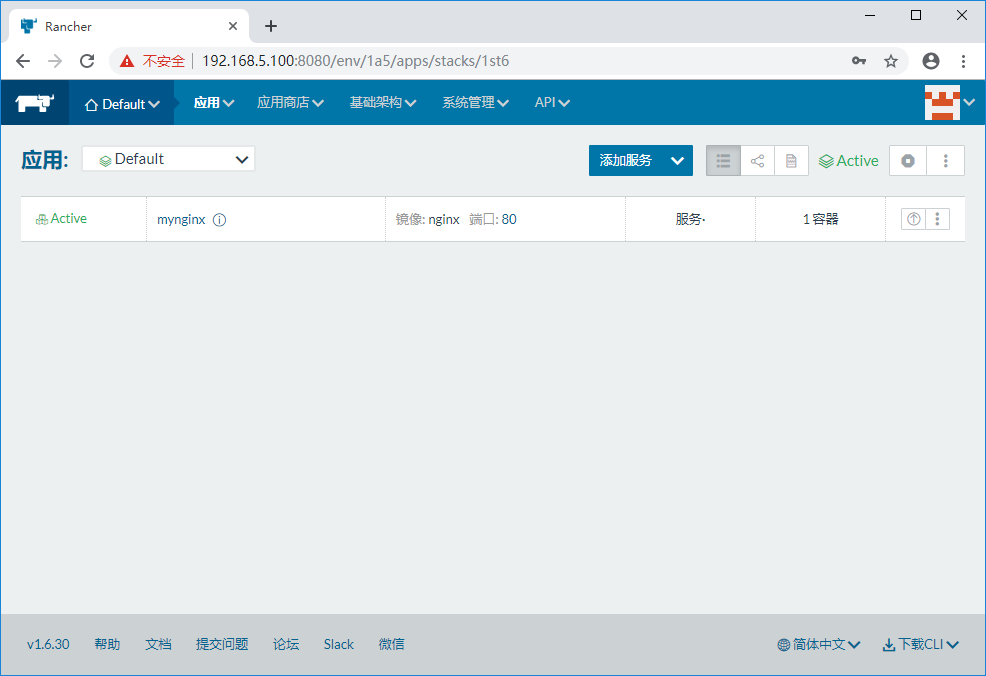 Rancher
不安全 192.168.5.100:8080/env/1a5/apps/stacks/1st6
Default 应用 应用商店 基础架构 系统管理 API
应用: Default 添加服务 Active
Active mynginx 镜像: nginx 端口: 80 服务· 1 容器
v1.6.30 帮助 文档 提交问题 论坛 Slack 微信 简体中文 下载CLI